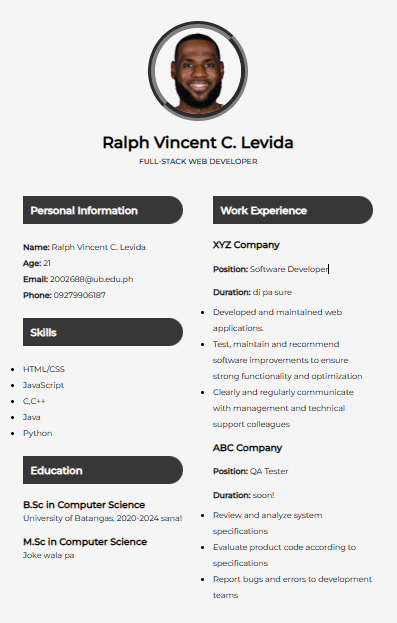 Ralph Vincent C. Levida
FULL-STACK WEB DEVELOPER
Personal Information
Name: Ralph Vincent C. Levida
Age: 21
Email: 2002688@ub.edu.ph
Phone: 09279906187
Skills
HTML/CSS
JavaScript
C,C++
Java
Python
Education
B.Sc in Computer Science
University of Batangas, 2020-2024 sana!
M.Sc in Computer Science
Joke wala pa
Work Experience
XYZ Company
Position: Software Developer
Duration: di pa sure
Developed and maintained web
applications.
Test, maintain and recommend
software improvements to ensure
strong functionality and optimization
Clearly and regularly communicate
with management and technical
support colleagues
ABC Company
Position: QA Tester
Duration: soon!
Review and analyze system
specifications
Evaluate product code according to
specifications
Report bugs and errors to development
teams